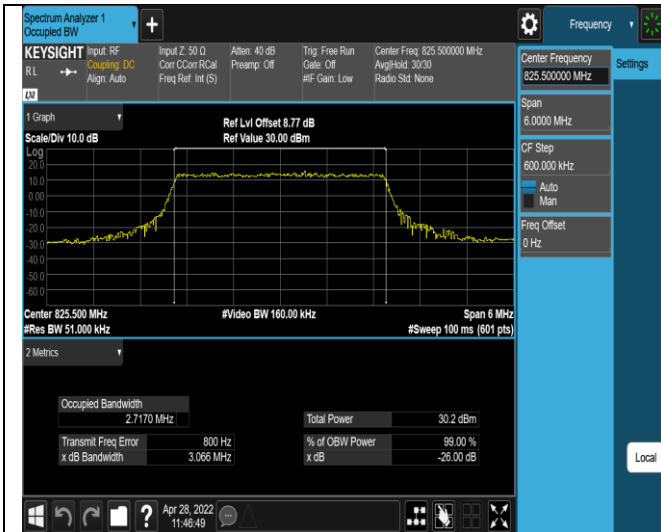 Spectrum Analyzer 1
Occupied BW
+
Frequency
KEYSIGHT
R L
LXI
Input: RF
Coupling: DC
Align: Auto
Input Z: 50 Ω
Corr CCorr RCal
Freq Ref: Int (S)
Atten: 40 dB
Preamp: Off
Trig: Free Run
Gate: Off
#IF Gain: Low
Center Freq: 825.500000 MHz
Avg|Hold: 30/30
Radio Std: None
Center Frequency
825.500000 MHz
Settings
Span
6.0000 MHz
CF Step
600.000 kHz
Auto
Man
Freq Offset
0 Hz
1 Graph
Scale/Div 10.0 dB
Ref Lvl Offset 8.77 dB
Ref Value 30.00 dBm
Log
20.0
10.0
0.00
-10.0
-20.0
-30.0
-40.0
-50.0
-60.0
Center 825.500 MHz
#Video BW 160.00 kHz
Span 6 MHz
#Res BW 51.000 kHz
#Sweep 100 ms (601 pts)
2 Metrics
Occupied Bandwidth
2.7170 MHz
Total Power 30.2 dBm
Transmit Freq Error 800 Hz
% of OBW Power 99.00 %
x dB Bandwidth 3.066 MHz
x dB -26.00 dB
Local
?
Apr 28, 2022
11:46:49